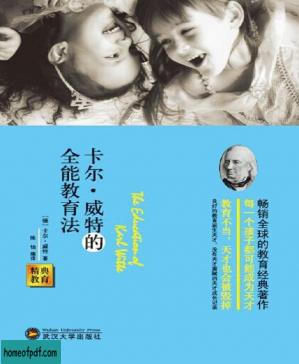 卡尔·威特的
全能教育法
The Education of
Karl Witte
[德] 卡尔·威特 著
畅销全球的教育经典著作
每一个孩子都可能成为天才
教育不当,天才也会被毁掉
精典
教育
Wuhan University Press
武汉大学出版社
homeofpdf.com